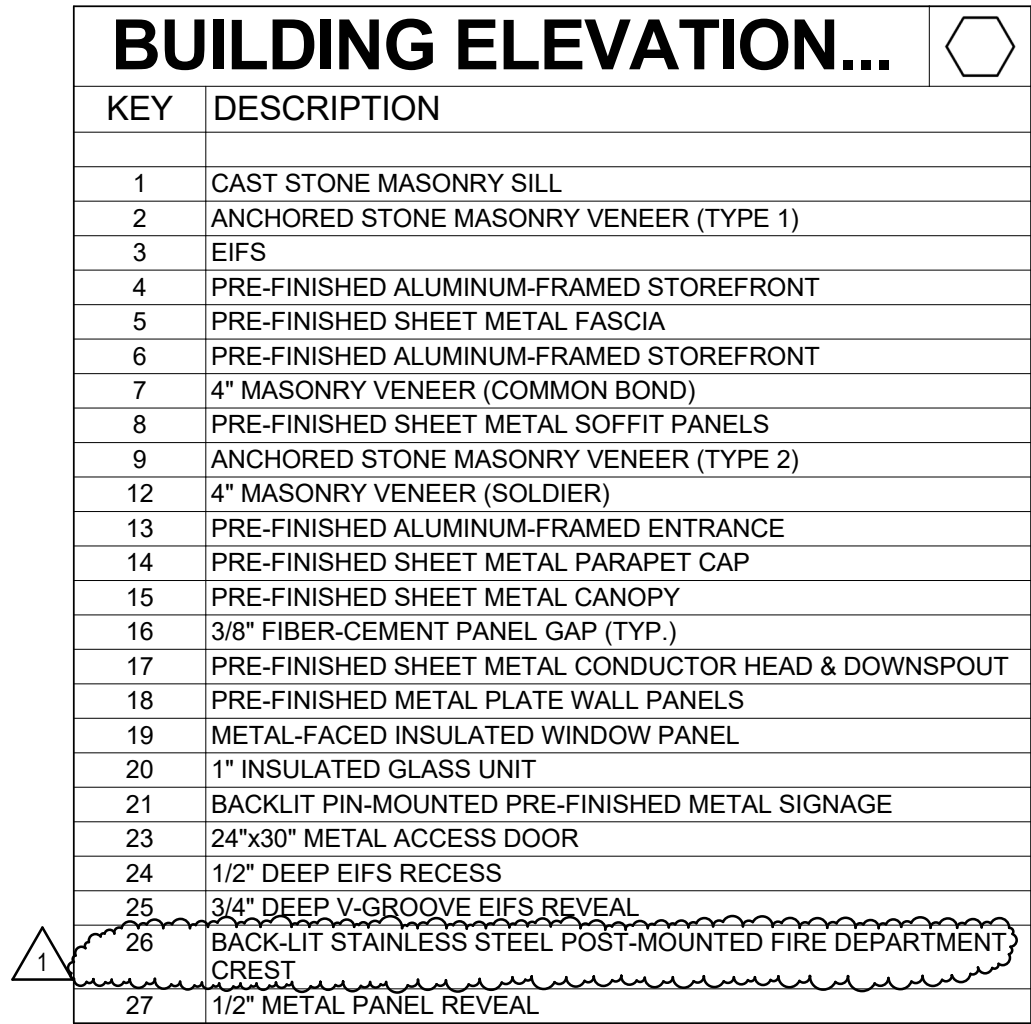 BUILDING ELEVATION...
KEY DESCRIPTION
1 CAST STONE MASONRY SILL
2 ANCHORED STONE MASONRY VENEER (TYPE 1)
3 EIFS
4 PRE-FINISHED ALUMINUM-FRAMED STOREFRONT
5 PRE-FINISHED SHEET METAL FASCIA
6 PRE-FINISHED ALUMINUM-FRAMED STOREFRONT
7 4" MASONRY VENEER (COMMON BOND)
8 PRE-FINISHED SHEET METAL SOFFIT PANELS
9 ANCHORED STONE MASONRY VENEER (TYPE 2)
12 4" MASONRY VENEER (SOLDIER)
13 PRE-FINISHED ALUMINUM-FRAMED ENTRANCE
14 PRE-FINISHED SHEET METAL PARAPET CAP
15 PRE-FINISHED SHEET METAL CANOPY
16 3/8" FIBER-CEMENT PANEL GAP (TYP.)
17 PRE-FINISHED SHEET METAL CONDUCTOR HEAD & DOWNSPOUT
18 PRE-FINISHED METAL PLATE WALL PANELS
19 METAL-FACED INSULATED WINDOW PANEL
20 1" INSULATED GLASS UNIT
21 BACKLIT PIN-MOUNTED PRE-FINISHED METAL SIGNAGE
23 24"x30" METAL ACCESS DOOR
24 1/2" DEEP EIFS RECESS
25 3/4" DEEP V-GROOVE EIFS REVEAL
26 BACK-LIT STAINLESS STEEL POST-MOUNTED FIRE DEPARTMENT
CREST
1
27 1/2" METAL PANEL REVEAL